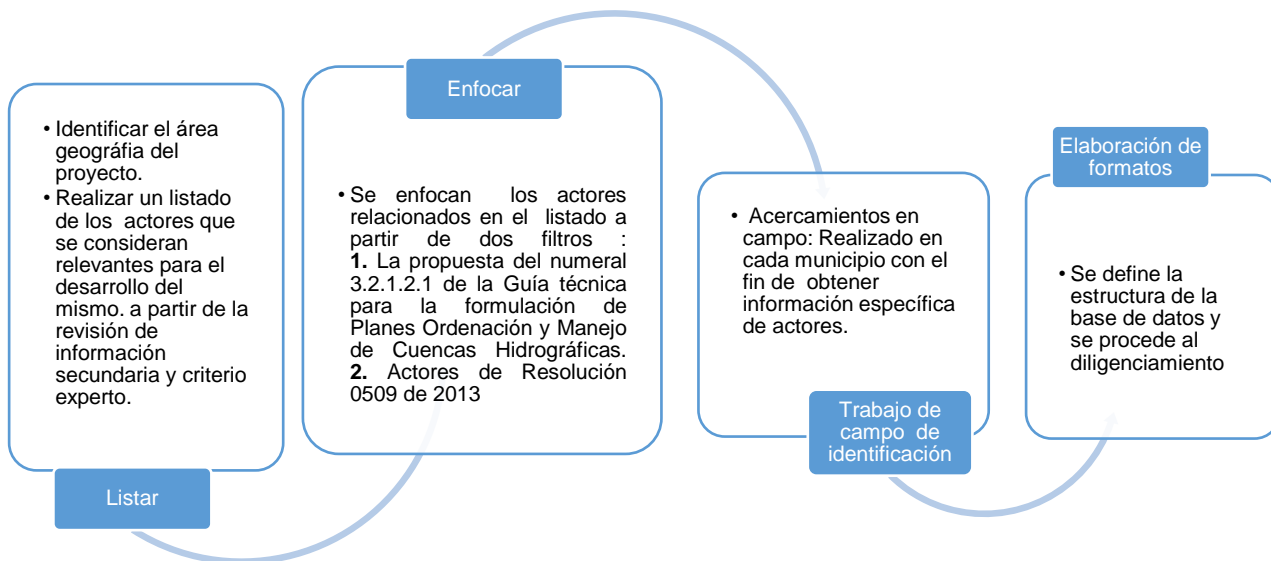 • Identificar el área
geográfia del
proyecto.
• Realizar un listado
de los actores que
se consideran
relevantes para el
desarrollo del
mismo. a partir de la
revisión de
información
secundaria y criterio
experto.
Listar
Enfocar
• Se enfocan los actores
relacionados en el listado a
partir de dos filtros :
1. La propuesta del numeral
3.2.1.2.1 de la Guía técnica
para la formulación de
Planes Ordenación y Manejo
de Cuencas Hidrográficas.
2. Actores de Resolución
0509 de 2013
• Acercamientos en
campo: Realizado en
cada municipio con el
fin de obtener
información específica
de actores.
Trabajo de
campo de
identificación
Elaboración de
formatos
• Se define la
estructura de la
base de datos y
se procede al
diligenciamiento